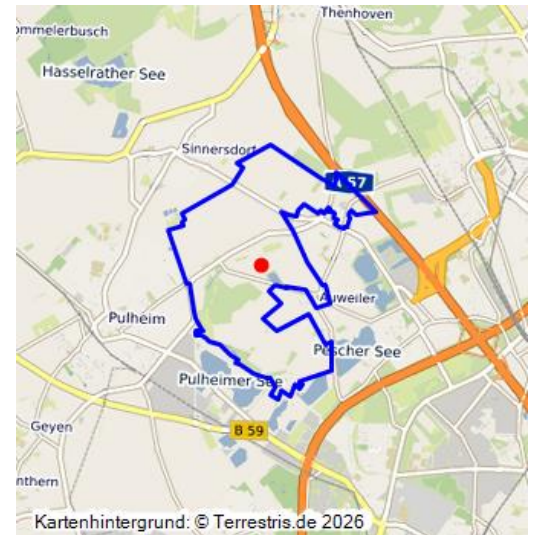 Thenhoven
ommelerbusch
Hasselrather See
Sinnersdorf
57
Auweiler
Pulheim
Pescher See
Pulheimer See
Geyen
B 59
nthern
Kartenhintergrund: © Terrestris.de 2026